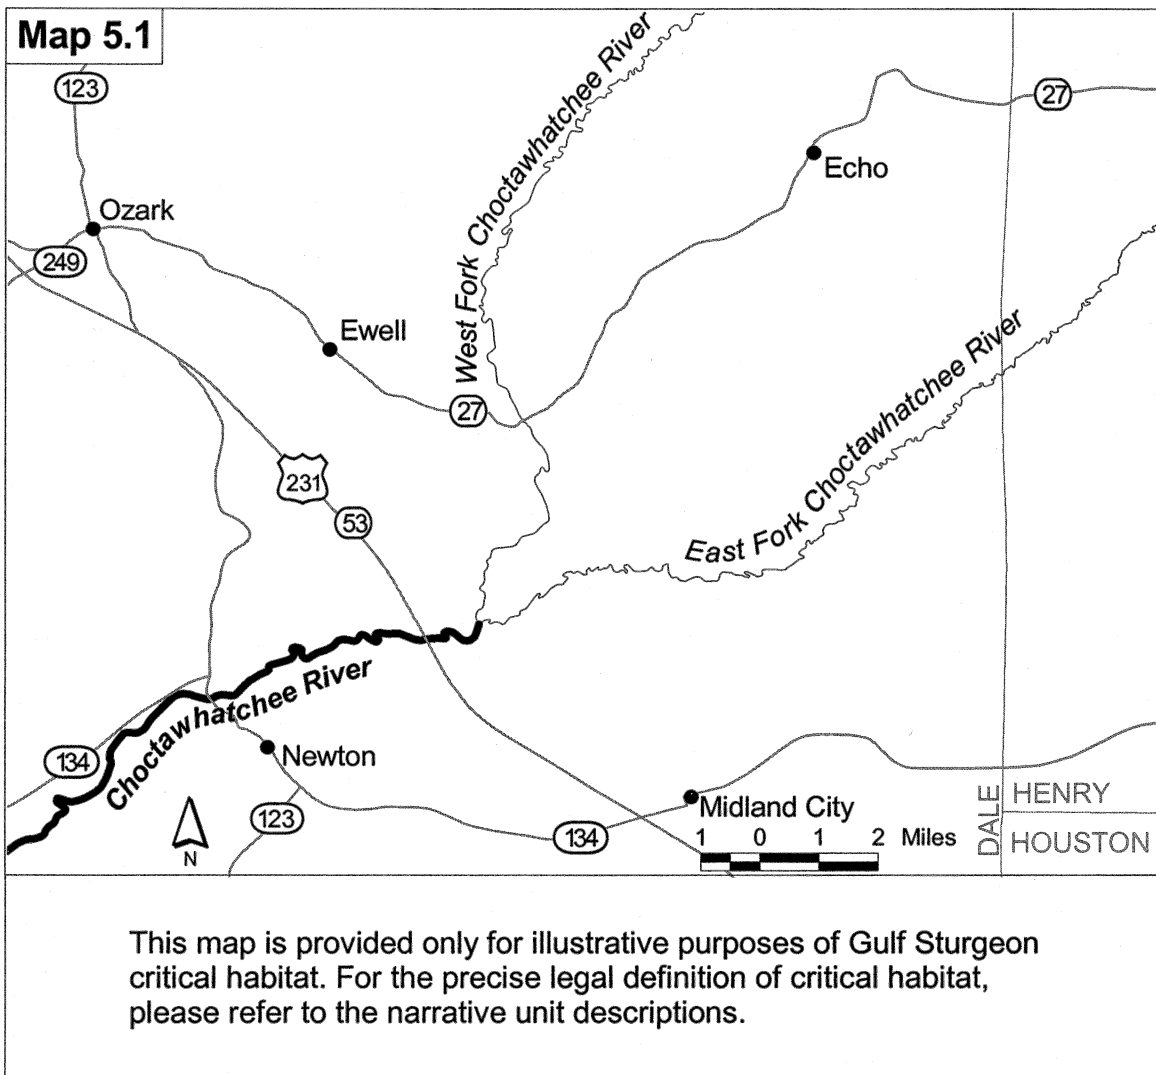 Map 5.1
123
West Fork Choctawhatchee River
27
Echo
Ozark
249
East Fork Choctawhatchee River
Ewell
27
231
53
Choctawhatchee River
134
Newton
123
N
134
Midland City
1 0 1 2 Miles
DALE
HENRY
HOUSTON
This map is provided only for illustrative purposes of Gulf Sturgeon
critical habitat. For the precise legal definition of critical habitat,
please refer to the narrative unit descriptions.